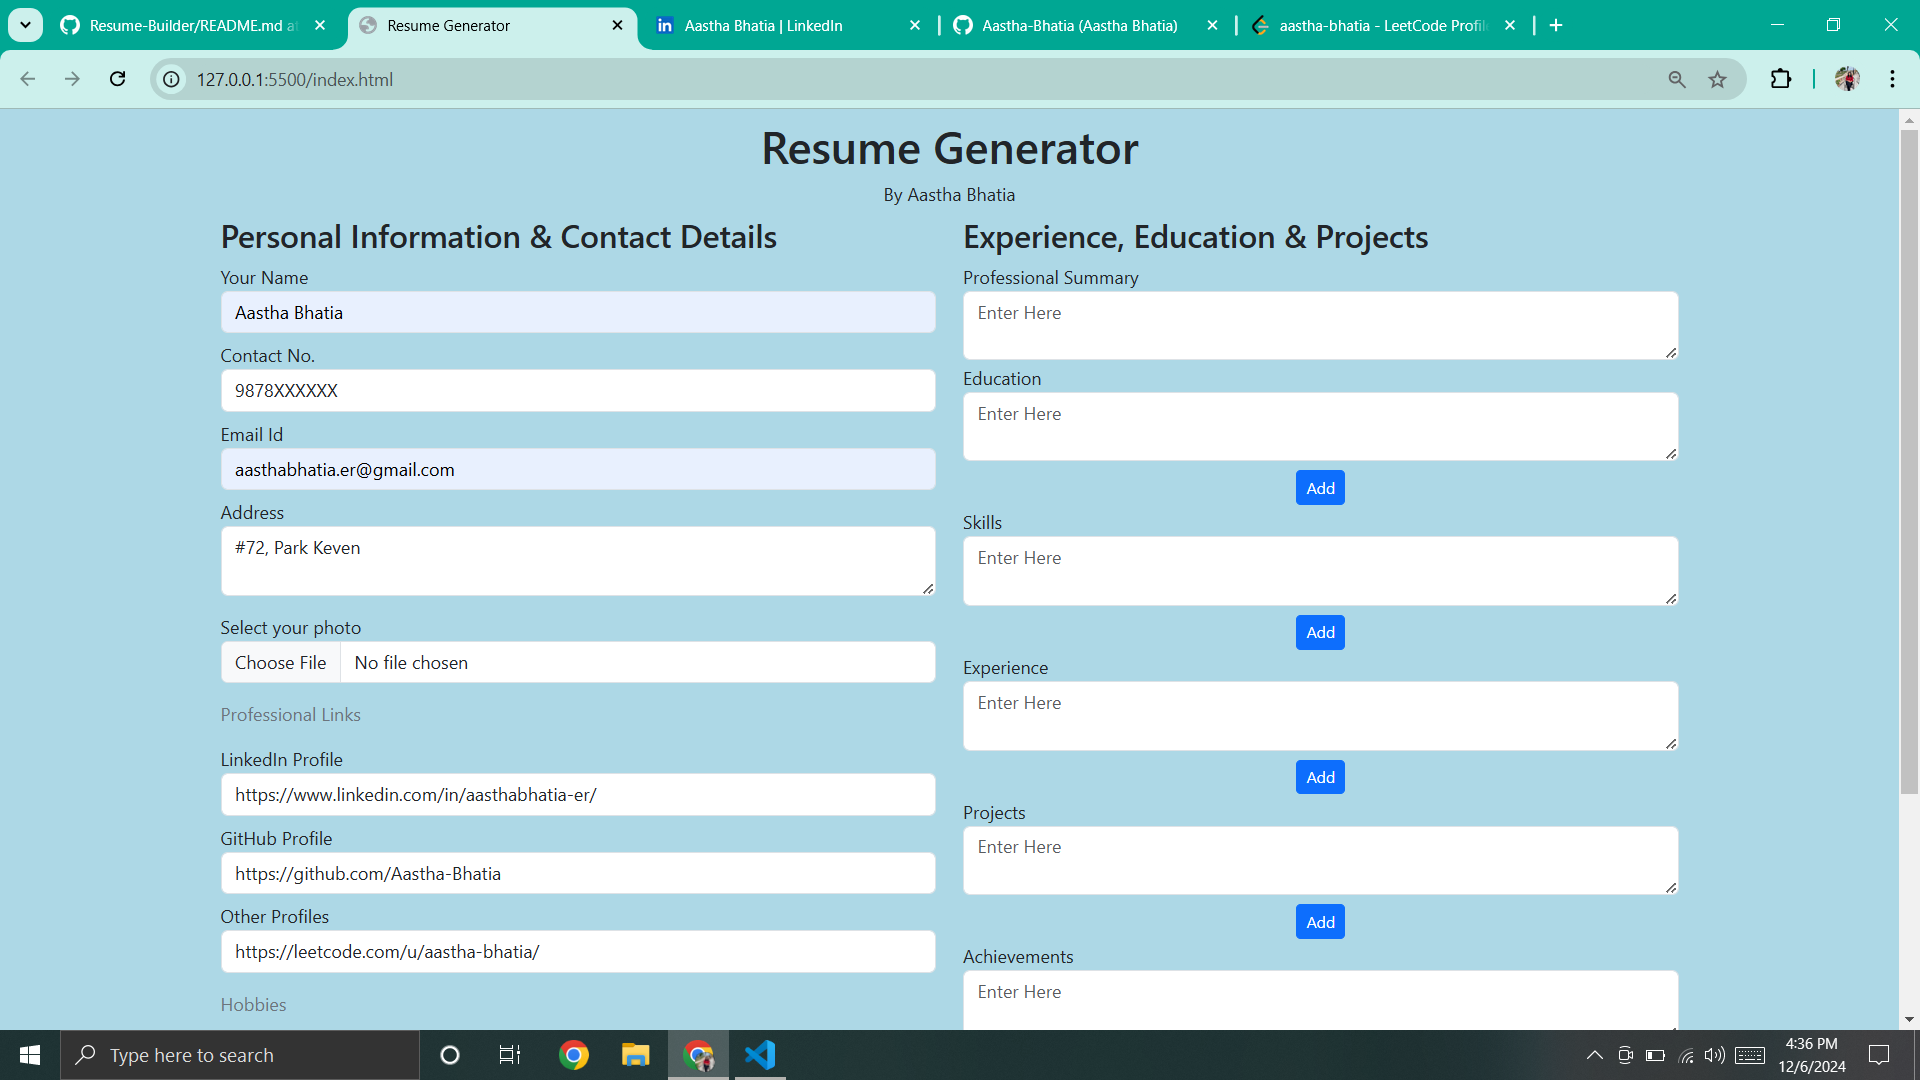 Resume-Builder/README.md at
Resume Generator
Aastha Bhatia | LinkedIn
Aastha-Bhatia (Aastha Bhatia)
aastha-bhatia - LeetCode Profile
127.0.0.1:5500/index.html
Resume Generator
By Aastha Bhatia
Personal Information & Contact Details
Your Name
Aastha Bhatia
Contact No.
9878XXXXXX
Email Id
aasthabhatia.er@gmail.com
Address
#72, Park Keven
Select your photo
Choose File No file chosen
Professional Links
LinkedIn Profile
https://www.linkedin.com/in/aasthabhatia-er/
GitHub Profile
https://github.com/Aastha-Bhatia
Other Profiles
https://leetcode.com/u/aastha-bhatia/
Hobbies
Experience, Education & Projects
Professional Summary
Enter Here
Education
Enter Here
Add
Skills
Enter Here
Add
Experience
Enter Here
Add
Projects
Enter Here
Add
Achievements
Enter Here
Type here to search
4:36 PM
12/6/2024